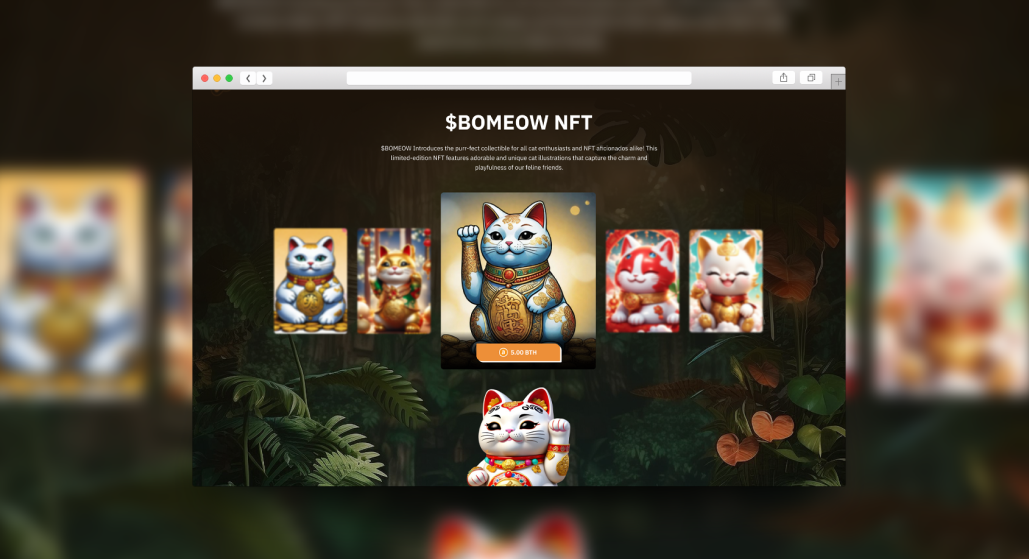 $BOMEOW NFT
$BOMEOW Introduces the purr-fect collectible for all cat enthusiasts and NFT aficionados alike! This
limited-edition NFT features adorable and unique cat illustrations that capture the charm and
playfulness of our feline friends.
5.00 BTH